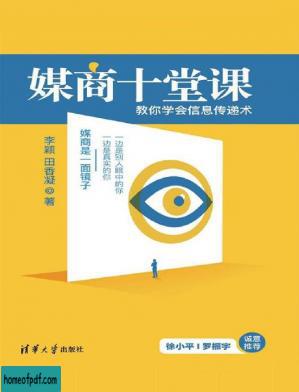 媒商十堂课
教你学会信息传递术
李颖 田香凝◎著
媒商是一面镜子
一边是真实的你
一边是别人眼中的你
清华大学出版社
徐小平|罗振宇
诚意
推荐
homeofpdf.com